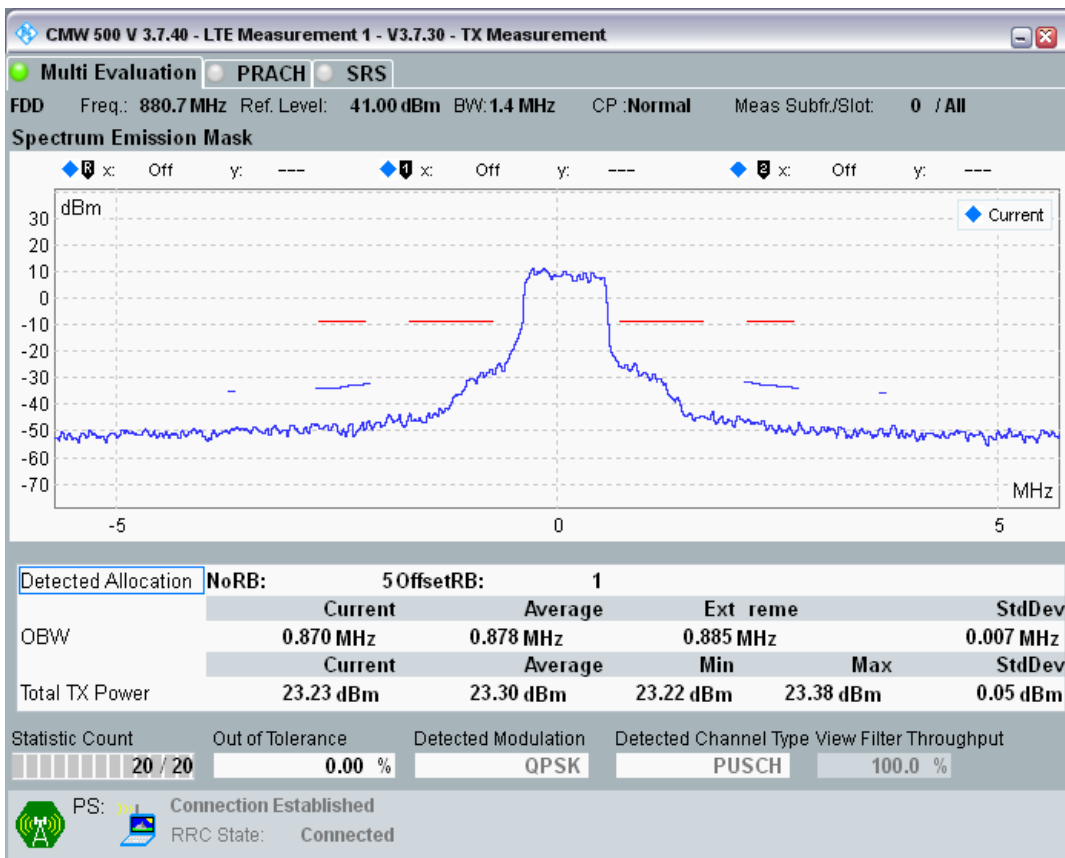 CMW 500 V 3.7.40 - LTE Measurement 1 - V3.7.30 - TX Measurement
Multi Evaluation PRACH SRS
FDD Freq.: 880.7 MHz Ref. Level: 41.00 dBm BW: 1.4 MHz CP :Normal Meas Subfr./Slot: 0 / All
Spectrum Emission Mask
R x: Off y: --- 1 x: Off y: --- 2 x: Off y: ---
dBm
Current
30
20
10
0
-10
-20
-30
-40
-50
-60
-70
MHz
-5 0 5
Detected Allocation NoRB: 5 OffsetRB: 1
Current Average Ext reme StdDev
OBW 0.870 MHz 0.878 MHz 0.885 MHz 0.007 MHz
Current Average Min Max StdDev
Total TX Power 23.23 dBm 23.30 dBm 23.22 dBm 23.38 dBm 0.05 dBm
Statistic Count Out of Tolerance Detected Modulation Detected Channel Type View Filter Throughput
20 / 20 0.00 % QPSK PUSCH 100.0 %
PS: Connection Established
RRC State: Connected